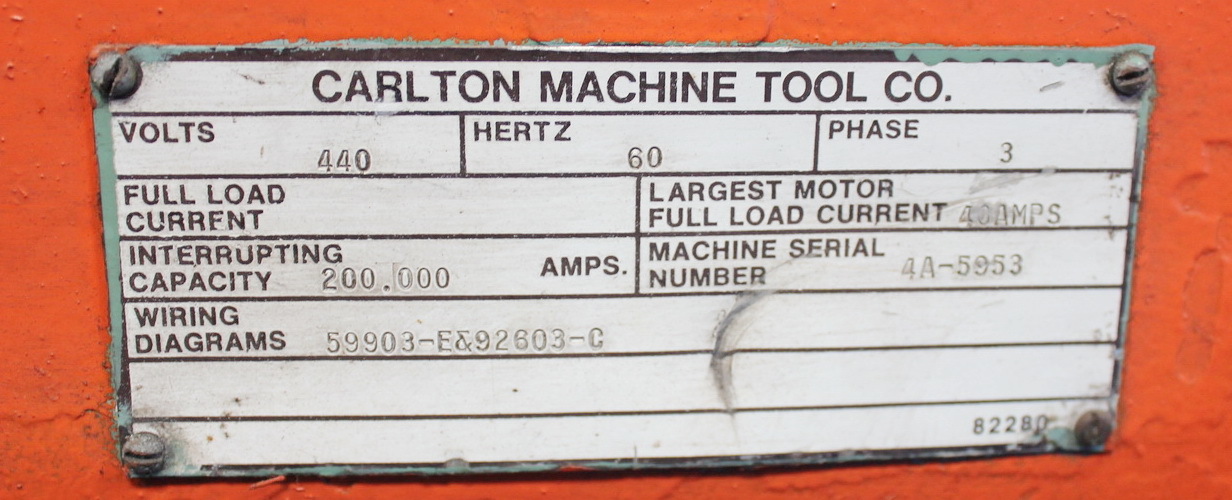 CARLTON MACHINE TOOL CO.
VOLTS 440 HERTZ 60 PHASE 3
FULL LOAD CURRENT
LARGEST MOTOR
FULL LOAD CURRENT 40AMPS
INTERRUPTING
CAPACITY 200.000 AMPS.
MACHINE SERIAL
NUMBER 4A-5953
WIRING
DIAGRAMS 59903-E&92603-C
82280